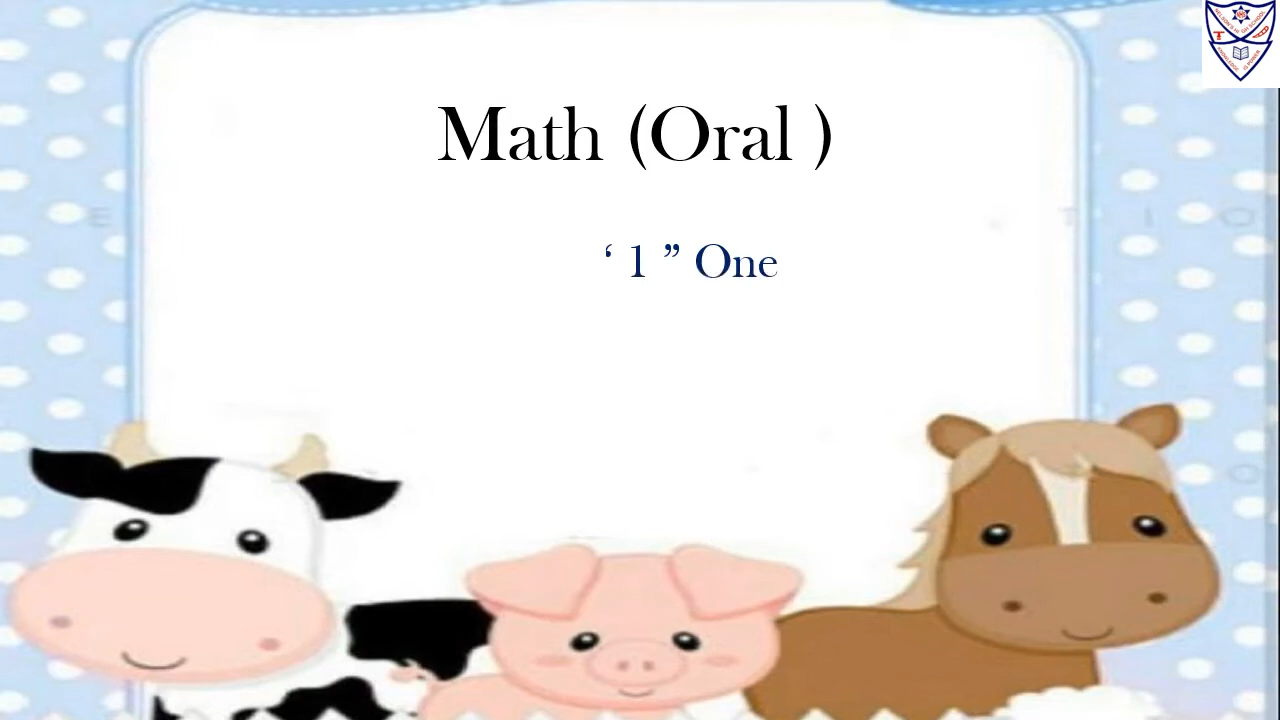 Math (Oral )
‘ 1 ” One